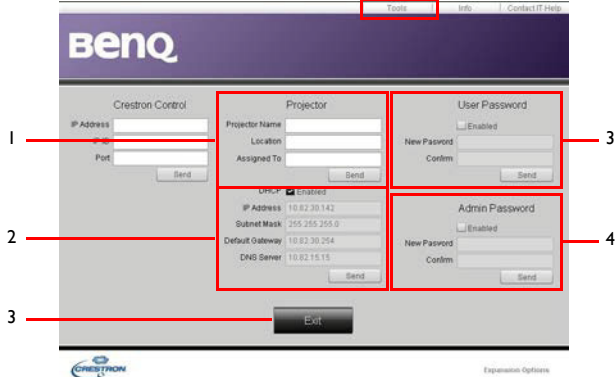 Tools Info Contact IT Help
BenQ
Crestron Control Projector User Password
IP Address Projector Name Enabled
Location New Pasword
Port Assigned To Confirm
Send Send Send
DHCP Enabled
IP Address 10.82.30.142
Subnet Mask 255.255.255.0
Default Gateway 10.82.30.254
DNS Server 10.82.15.15
Send
Admin Password
Enabled
New Pasword
Confirm
Send
Exit
1
2
3
3
4
CRESTRON
Expansion Options